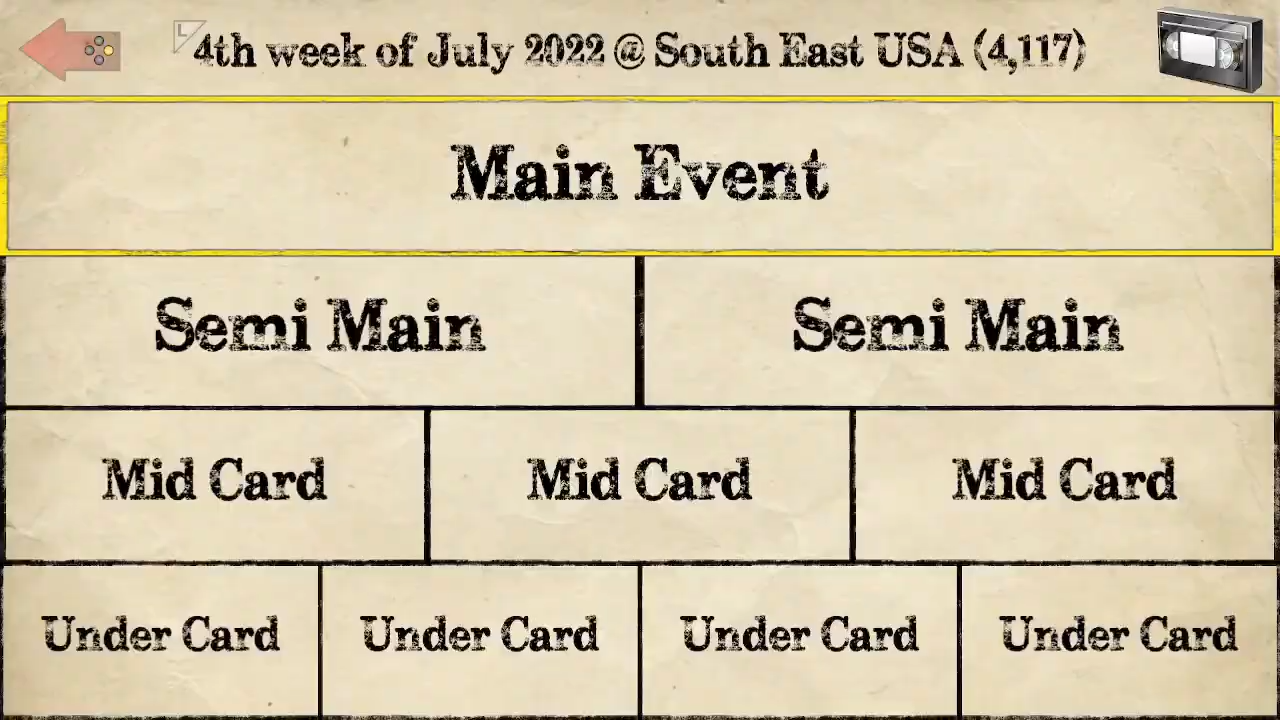 L
4th week of July 2022 @ South East USA (4,117)
Main Event
Semi Main Semi Main
Mid Card Mid Card Mid Card
Under Card Under Card Under Card Under Card